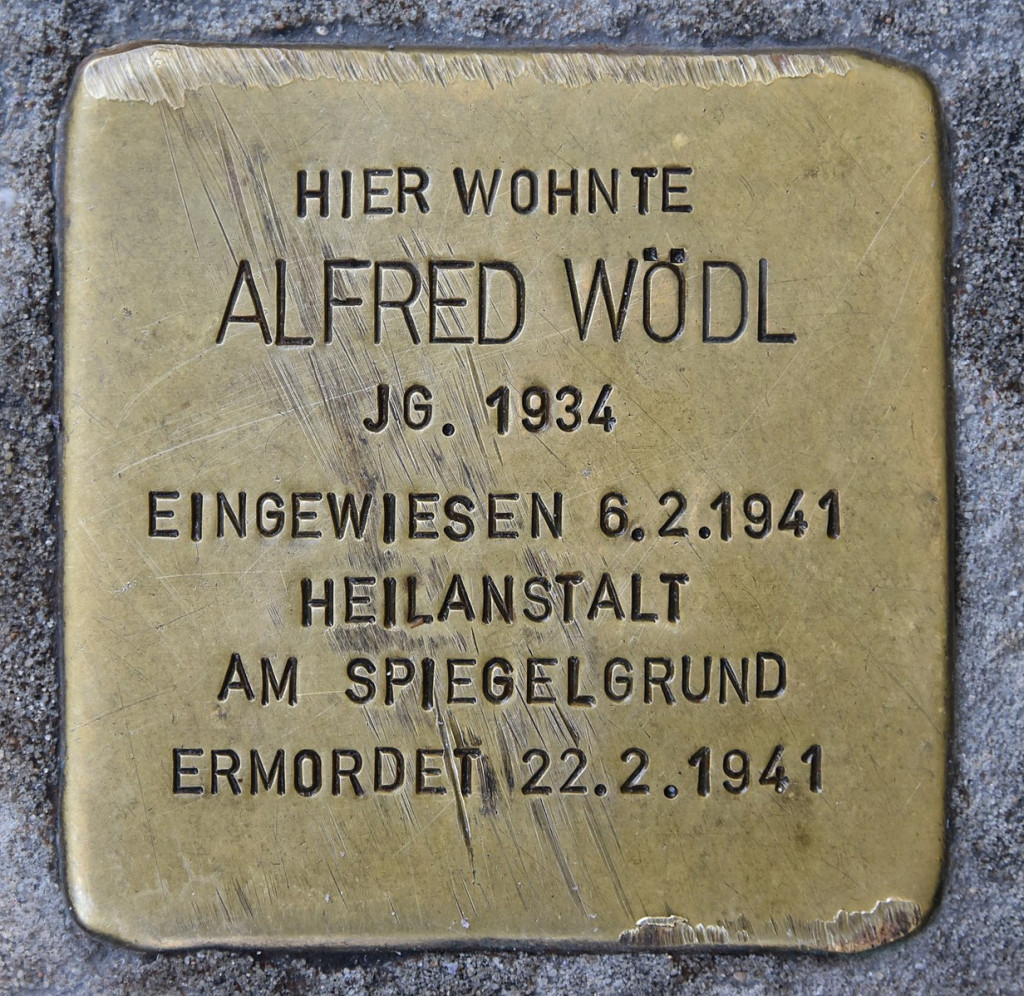 HIER WOHNTE
ALFRED WÖDL
JG. 1934
EINGEWIESEN 6.2.1941
HEILANSTALT
AM SPIEGELGRUND
ERMORDET 22.2.1941